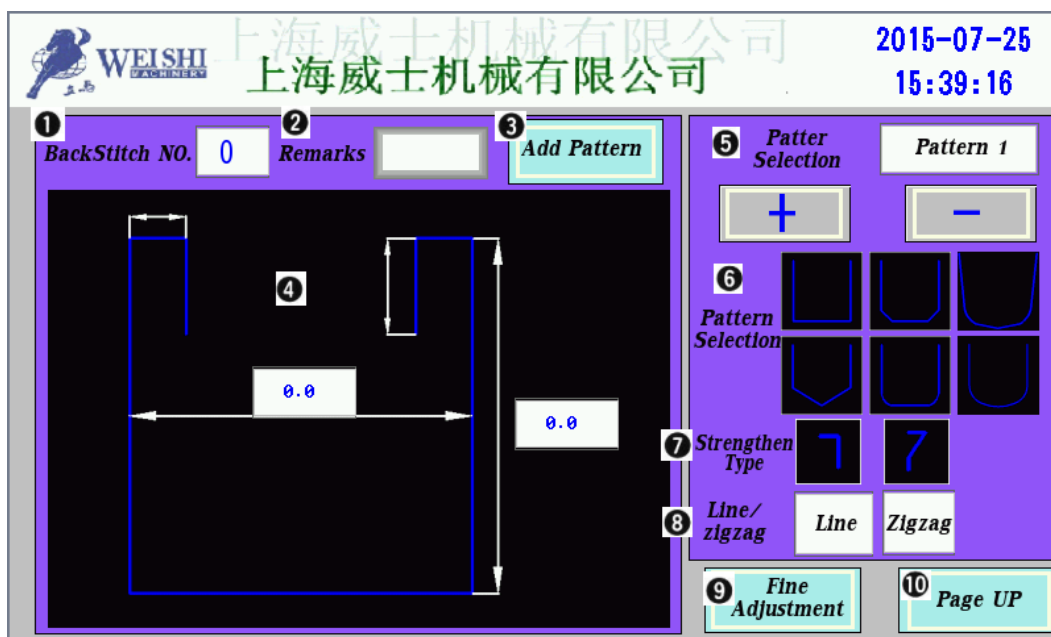 WEISHI
MACHINERY
立马
上海威士机械有限公司
上海威士机械有限公司
2015-07-25
15:39:16
❶
BackStitch NO.
0
❷
Remarks
❸
Add Pattern
❹
0.0
0.0
❺
Patter
Selection
Pattern 1
+
−
❻
Pattern
Selection
❼
Strengthen
Type
❽
Line/
zigzag
Line
Zigzag
❾
Fine
Adjustment
❿
Page UP